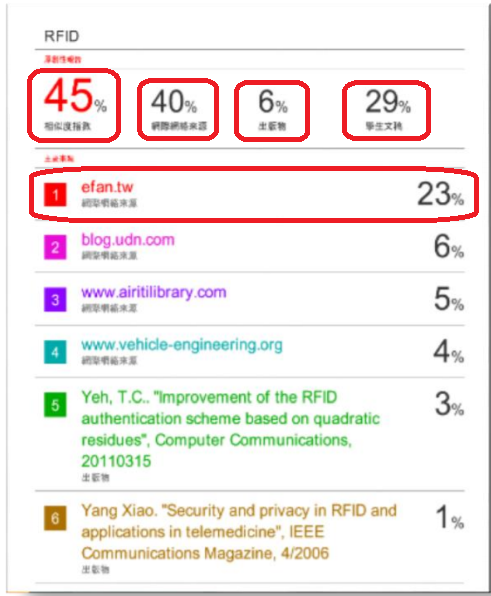 RFID
原創性報告
45% 40% 6% 29%
相似度指數 網際網絡來源 出版物 學生文稿
主要來源
1 efan.tw 23%
網際網絡來源
2 blog.udn.com 6%
網際網絡來源
3 www.airitilibrary.com 5%
網際網絡來源
4 www.vehicle-engineering.org 4%
網際網絡來源
5 Yeh, T.C.. "Improvement of the RFID 3%
authentication scheme based on quadratic
residues", Computer Communications,
20110315
出版物
6 Yang Xiao. "Security and privacy in RFID and 1%
applications in telemedicine", IEEE
Communications Magazine, 4/2006
出版物